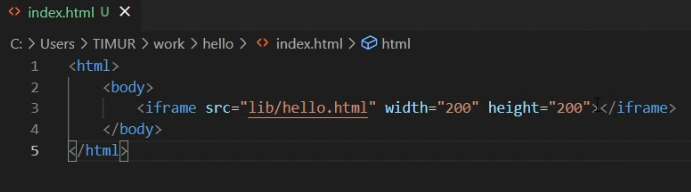 index.html U
C: > Users > TIMUR > work > hello > index.html > html
1 <html>
2 <body>
3 <iframe src="lib/hello.html" width="200" height="200"></iframe>
4 </body>
5 </html>